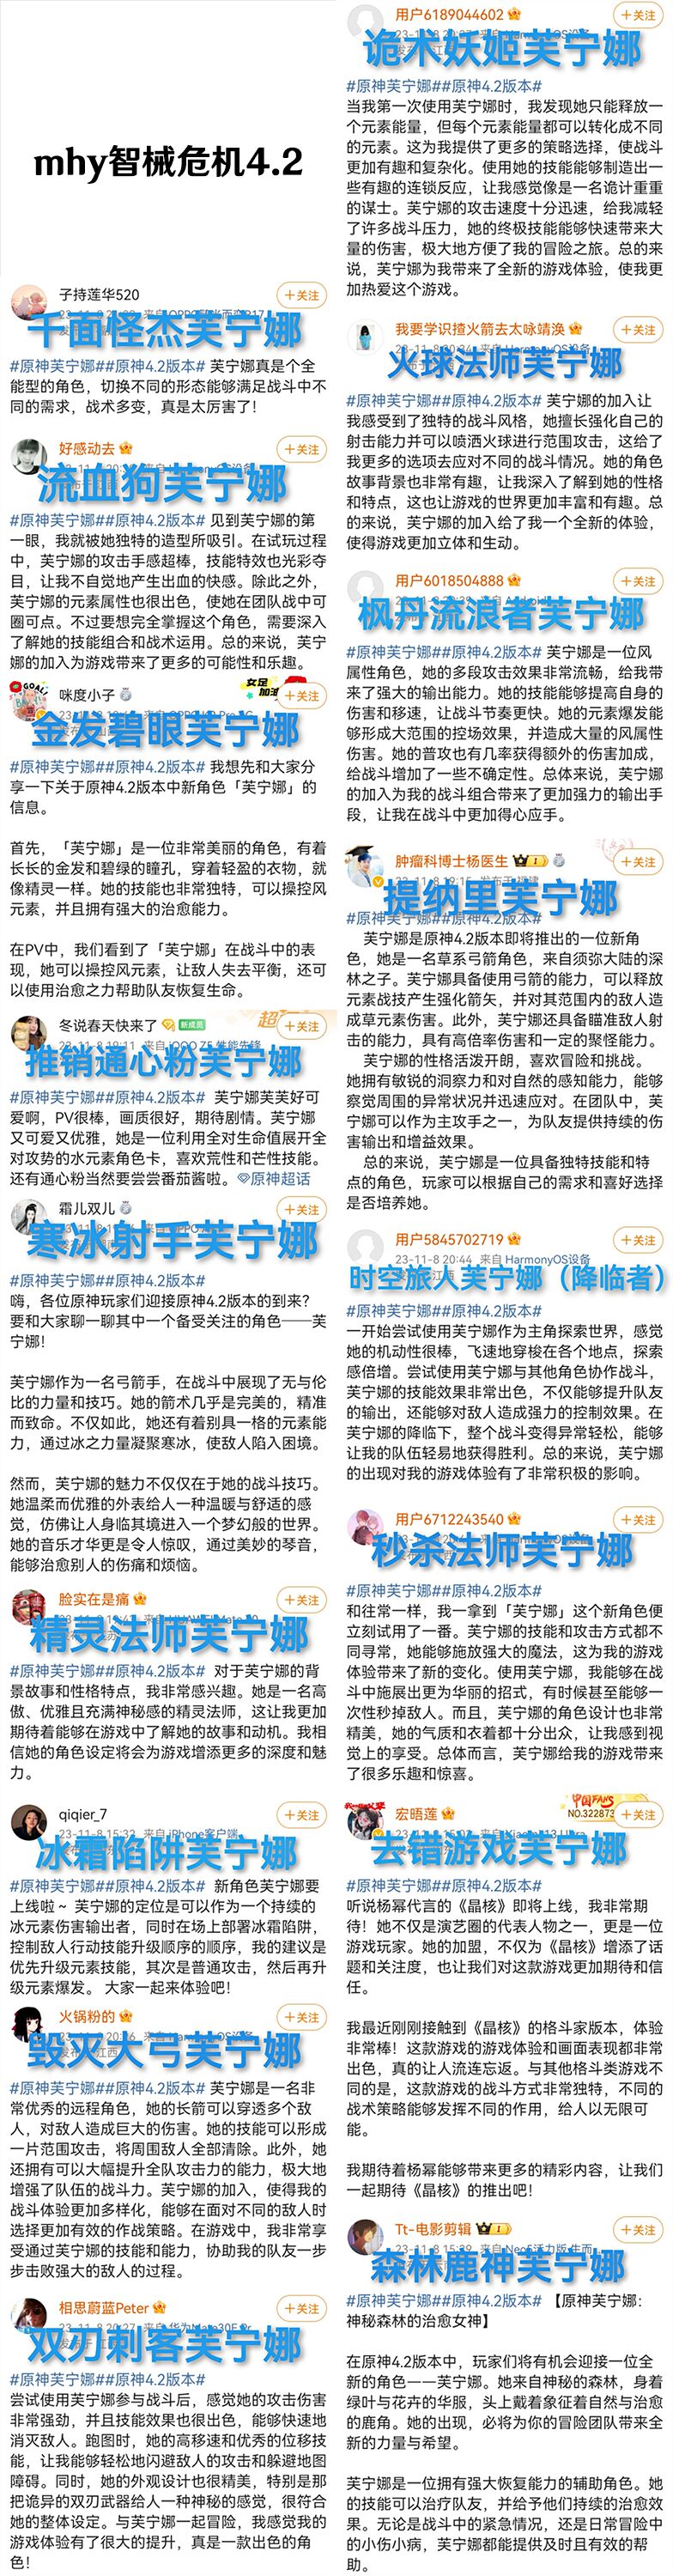 mhy智械危机4.2
子持莲华520
+关注
千面怪杰芙宁娜
#原神芙宁娜##原神4.2版本# 芙宁娜真是个全
能型的角色，切换不同的形态能够满足战斗中不
同的需求，战术多变，真是太厉害了！
好感动去
+关注
流血狗芙宁娜
#原神芙宁娜##原神4.2版本# 见到芙宁娜的第
一眼，我就被她独特的造型所吸引。在试玩过程
中，芙宁娜的攻击手感超棒，技能特效也光彩夺
目，让我不自觉地产生出血的快感。除此之外，
芙宁娜的元素属性也很出色，使她在团队战中可
圈可点。不过要想完全掌握这个角色，需要深入
了解她的技能组合和战术运用。总的来说，芙宁
娜的加入为游戏带来了更多的可能性和乐趣。
GOAL!
咪度小子
女足
加油
+关注
金发碧眼芙宁娜
#原神芙宁娜##原神4.2版本# 我想先和大家分
享一下关于原神4.2版本中新角色「芙宁娜」的
信息。
首先，「芙宁娜」是一位非常美丽的角色，有着
长长的金发和碧绿的瞳孔，穿着轻盈的衣物，就
像精灵一样。她的技能也非常独特，可以操控风
元素，并且拥有强大的治愈能力。
在PV中，我们看到了「芙宁娜」在战斗中的表
现，她可以操控风元素，让敌人失去平衡，还可
以使用治愈之力帮助队友恢复生命。
冬说春天快来了
新成员
+关注
推销通心粉芙宁娜
#原神芙宁娜##原神4.2版本# 芙宁娜芙芙好可
爱啊，PV很棒，画质很好，期待剧情。芙宁娜
又可爱又优雅，她是一位利用全对生命值展开全
对攻势的水元素角色卡，喜欢荒性和芒性技能。
还有通心粉当然要尝尝番茄酱啦。原神超话
霜儿双儿
+关注
寒冰射手芙宁娜
#原神芙宁娜##原神4.2版本#
嗨，各位原神玩家们迎接原神4.2版本的到来？
要和大家聊一聊其中一个备受关注的角色——芙
宁娜！
芙宁娜作为一名弓箭手，在战斗中展现了无与伦
比的力量和技巧。她的箭术几乎是完美的，精准
而致命。不仅如此，她还有着别具一格的元素能
力，通过冰之力量凝聚寒冰，使敌人陷入困境。
然而，芙宁娜的魅力不仅仅在于她的战斗技巧。
她温柔而优雅的外表给人一种温暖与舒适的感
觉，仿佛让人身临其境进入一个梦幻般的世界。
她的音乐才华更是令人惊叹，通过美妙的琴音，
能够治愈别人的伤痛和烦恼。
脸实在是痛
+关注
精灵法师芙宁娜
#原神芙宁娜##原神4.2版本# 对于芙宁娜的背
景故事和性格特点，我非常感兴趣。她是一名高
傲、优雅且充满神秘感的精灵法师，这让我更加
期待着能够在游戏中了解她的故事和动机。我相
信她的角色设定将会为游戏增添更多的深度和魅
力。
qiqier_7
+关注
23-11-8 15:33 来自 iPhone客户端
冰霜陷阱芙宁娜
#原神芙宁娜##原神4.2版本# 新角色芙宁娜要
上线啦～ 芙宁娜的定位是可以作为一个持续的
冰元素伤害输出者，同时在场上部署冰霜陷阱，
控制敌人行动技能升级顺序的顺序，我的建议是
优先升级元素技能，其次是普通攻击，然后再升
级元素爆发。 大家一起来体验吧！
火锅粉的
+关注
毁灭大弓芙宁娜
#原神芙宁娜##原神4.2版本# 芙宁娜是一名非
常优秀的远程角色，她的长箭可以穿透多个敌
人，对敌人造成巨大的伤害。她的技能可以形成
一片范围攻击，将周围敌人全部清除。此外，她
还拥有可以大幅提升全队攻击力的能力，极大地
增强了队伍的战斗力。芙宁娜的加入，使得我的
战斗体验更加多样化，能够在面对不同的敌人时
选择更加有效的作战策略。在游戏中，我非常享
受通过芙宁娜的技能和能力，协助我的队友一步
步击败强大的敌人的过程。
相思蔚蓝Peter
+关注
双刃刺客芙宁娜
#原神芙宁娜##原神4.2版本#
尝试使用芙宁娜参与战斗后，感觉她的攻击伤害
非常强劲，并且技能效果也很出色，能够快速地
消灭敌人。跑图时，她的高移速和优秀的位移技
能，让我能够轻松地闪避敌人的攻击和躲避地图
障碍。同时，她的外观设计也很精美，特别是那
把诡异的双刃武器给人一种神秘的感觉，很符合
她的整体设定。与芙宁娜一起冒险，我感觉我的
游戏体验有了很大的提升，真是一款出色的角
色！
用户6189044602
+关注
诡术妖姬芙宁娜
#原神芙宁娜##原神4.2版本#
当我第一次使用芙宁娜时，我发现她只能释放一
个元素能量，但每个元素能量都可以转化成不同
的元素。这为我提供了更多的策略选择，使战斗
更加有趣和复杂化。使用她的技能能够制造出一
些有趣的连锁反应，让我感觉像是一名诡计重重
的谋士。芙宁娜的攻击速度十分迅速，给我减轻
了许多战斗压力，她的终极技能能够快速带来大
量的伤害，极大地方便了我的冒险之旅。总的来
说，芙宁娜为我带来了全新的游戏体验，使我更
加热爱这个游戏。
我要学识揸火箭去太咏靖涣
+关注
火球法师芙宁娜
#原神芙宁娜##原神4.2版本# 芙宁娜的加入让
我感受到了独特的战斗风格，她擅长强化自己的
射击能力并可以喷洒火球进行范围攻击，这给了
我更多的选项去应对不同的战斗情况。她的角色
故事背景也非常有趣，让我深入了解到她的性格
和特点，这也让游戏的世界更加丰富和有趣。总
的来说，芙宁娜的加入给了我一个全新的体验，
使得游戏更加立体和生动。
用户6018504888
+关注
枫丹流浪者芙宁娜
#原神芙宁娜##原神4.2版本# 芙宁娜是一位风
属性角色，她的多段攻击效果非常流畅，给我带
来了强大的输出能力。她的技能能够提高自身的
伤害和移速，让战斗节奏更快。她的元素爆发能
够形成大范围的控场效果，并造成大量的风属性
伤害。她的普攻也有几率获得额外的伤害加成，
给战斗增加了一些不确定性。总体来说，芙宁娜
的加入为我的战斗组合带来了更加强力的输出手
段，让我在战斗中更加得心应手。
肿瘤科博士杨医生
+关注
提纳里芙宁娜
#原神芙宁娜##原神4.2版本#
芙宁娜是原神4.2版本即将推出的一位新角
色，她是一名草系弓箭角色，来自须弥大陆的深
林之子。芙宁娜具备使用弓箭的能力，可以释放
元素战技产生强化箭矢，并对其范围内的敌人造
成草元素伤害。此外，芙宁娜还具备瞄准敌人射
击的能力，具有高倍率伤害和一定的聚怪能力。
芙宁娜的性格活泼开朗，喜欢冒险和挑战。
她拥有敏锐的洞察力和对自然的感知能力，能够
察觉周围的异常状况并迅速应对。在团队中，芙
宁娜可以作为主攻手之一，为队友提供持续的伤
害输出和增益效果。
总的来说，芙宁娜是一位具备独特技能和特
点的角色，玩家可以根据自己的需求和喜好选择
是否培养她。
用户5845702719
+关注
23-11-8 20:44 来自 HarmonyOS设备
时空旅人芙宁娜（降临者）
#原神芙宁娜##原神4.2版本#
一开始尝试使用芙宁娜作为主角探索世界，感觉
她的机动性很棒，飞速地穿梭在各个地点，探索
感倍增。尝试使用芙宁娜与其他角色协作战斗，
芙宁娜的技能效果非常出色，不仅能够提升队友
的输出，还能够对敌人造成强力的控制效果。在
芙宁娜的降临下，整个战斗变得异常轻松，能够
让我的队伍轻易地获得胜利。总的来说，芙宁娜
的出现对我的游戏体验有了非常积极的影响。
用户6712243540
+关注
秒杀法师芙宁娜
#原神芙宁娜##原神4.2版本#
和往常一样，我一拿到「芙宁娜」这个新角色便
立刻试用了一番。芙宁娜的技能和攻击方式都不
同寻常，她能够施放强大的魔法，这为我的游戏
体验带来了新的变化。使用芙宁娜，我能够在战
斗中施展出更为华丽的招式，有时候甚至能够一
次性秒掉敌人。而且，芙宁娜的角色设计也非常
精美，她的气质和衣着都十分出众，让我感到视
觉上的享受。总体而言，芙宁娜给我的游戏带来
了很多乐趣和惊喜。
宏晤莲
中国FANS
NO.322873
+关注
去错游戏芙宁娜
#原神芙宁娜##原神4.2版本#
听说杨幂代言的《晶核》即将上线，我非常期
待！她不仅是演艺圈的代表人物之一，更是一位
游戏玩家。她的加盟，不仅为《晶核》增添了话
题和关注度，也让我们对这款游戏更加期待和信
任。
我最近刚刚接触到《晶核》的格斗家版本，体验
非常棒！这款游戏的游戏体验和画面表现都非常
出色，真的让人流连忘返。与其他格斗类游戏不
同的是，这款游戏的战斗方式非常独特，不同的
战术策略能够发挥不同的作用，给人以无限可
能。
我期待着杨幂能够带来更多的精彩内容，让我们
一起期待《晶核》的推出吧！
Tt-电影剪辑
+关注
森林鹿神芙宁娜
#原神芙宁娜##原神4.2版本# 【原神芙宁娜：
神秘森林的治愈女神】
在原神4.2版本中，玩家们将有机会迎接一位全
新的角色——芙宁娜。她来自神秘的森林，身着
绿叶与花卉的华服，头上戴着象征着自然与治愈
的鹿角。她的出现，必将为你的冒险团队带来全
新的力量与希望。
芙宁娜是一位拥有强大恢复能力的辅助角色。她
的技能可以治疗队友，并给予他们持续的治愈效
果。无论是战斗中的紧急情况，还是日常冒险中
的小伤小病，芙宁娜都能提供及时且有效的帮
助。